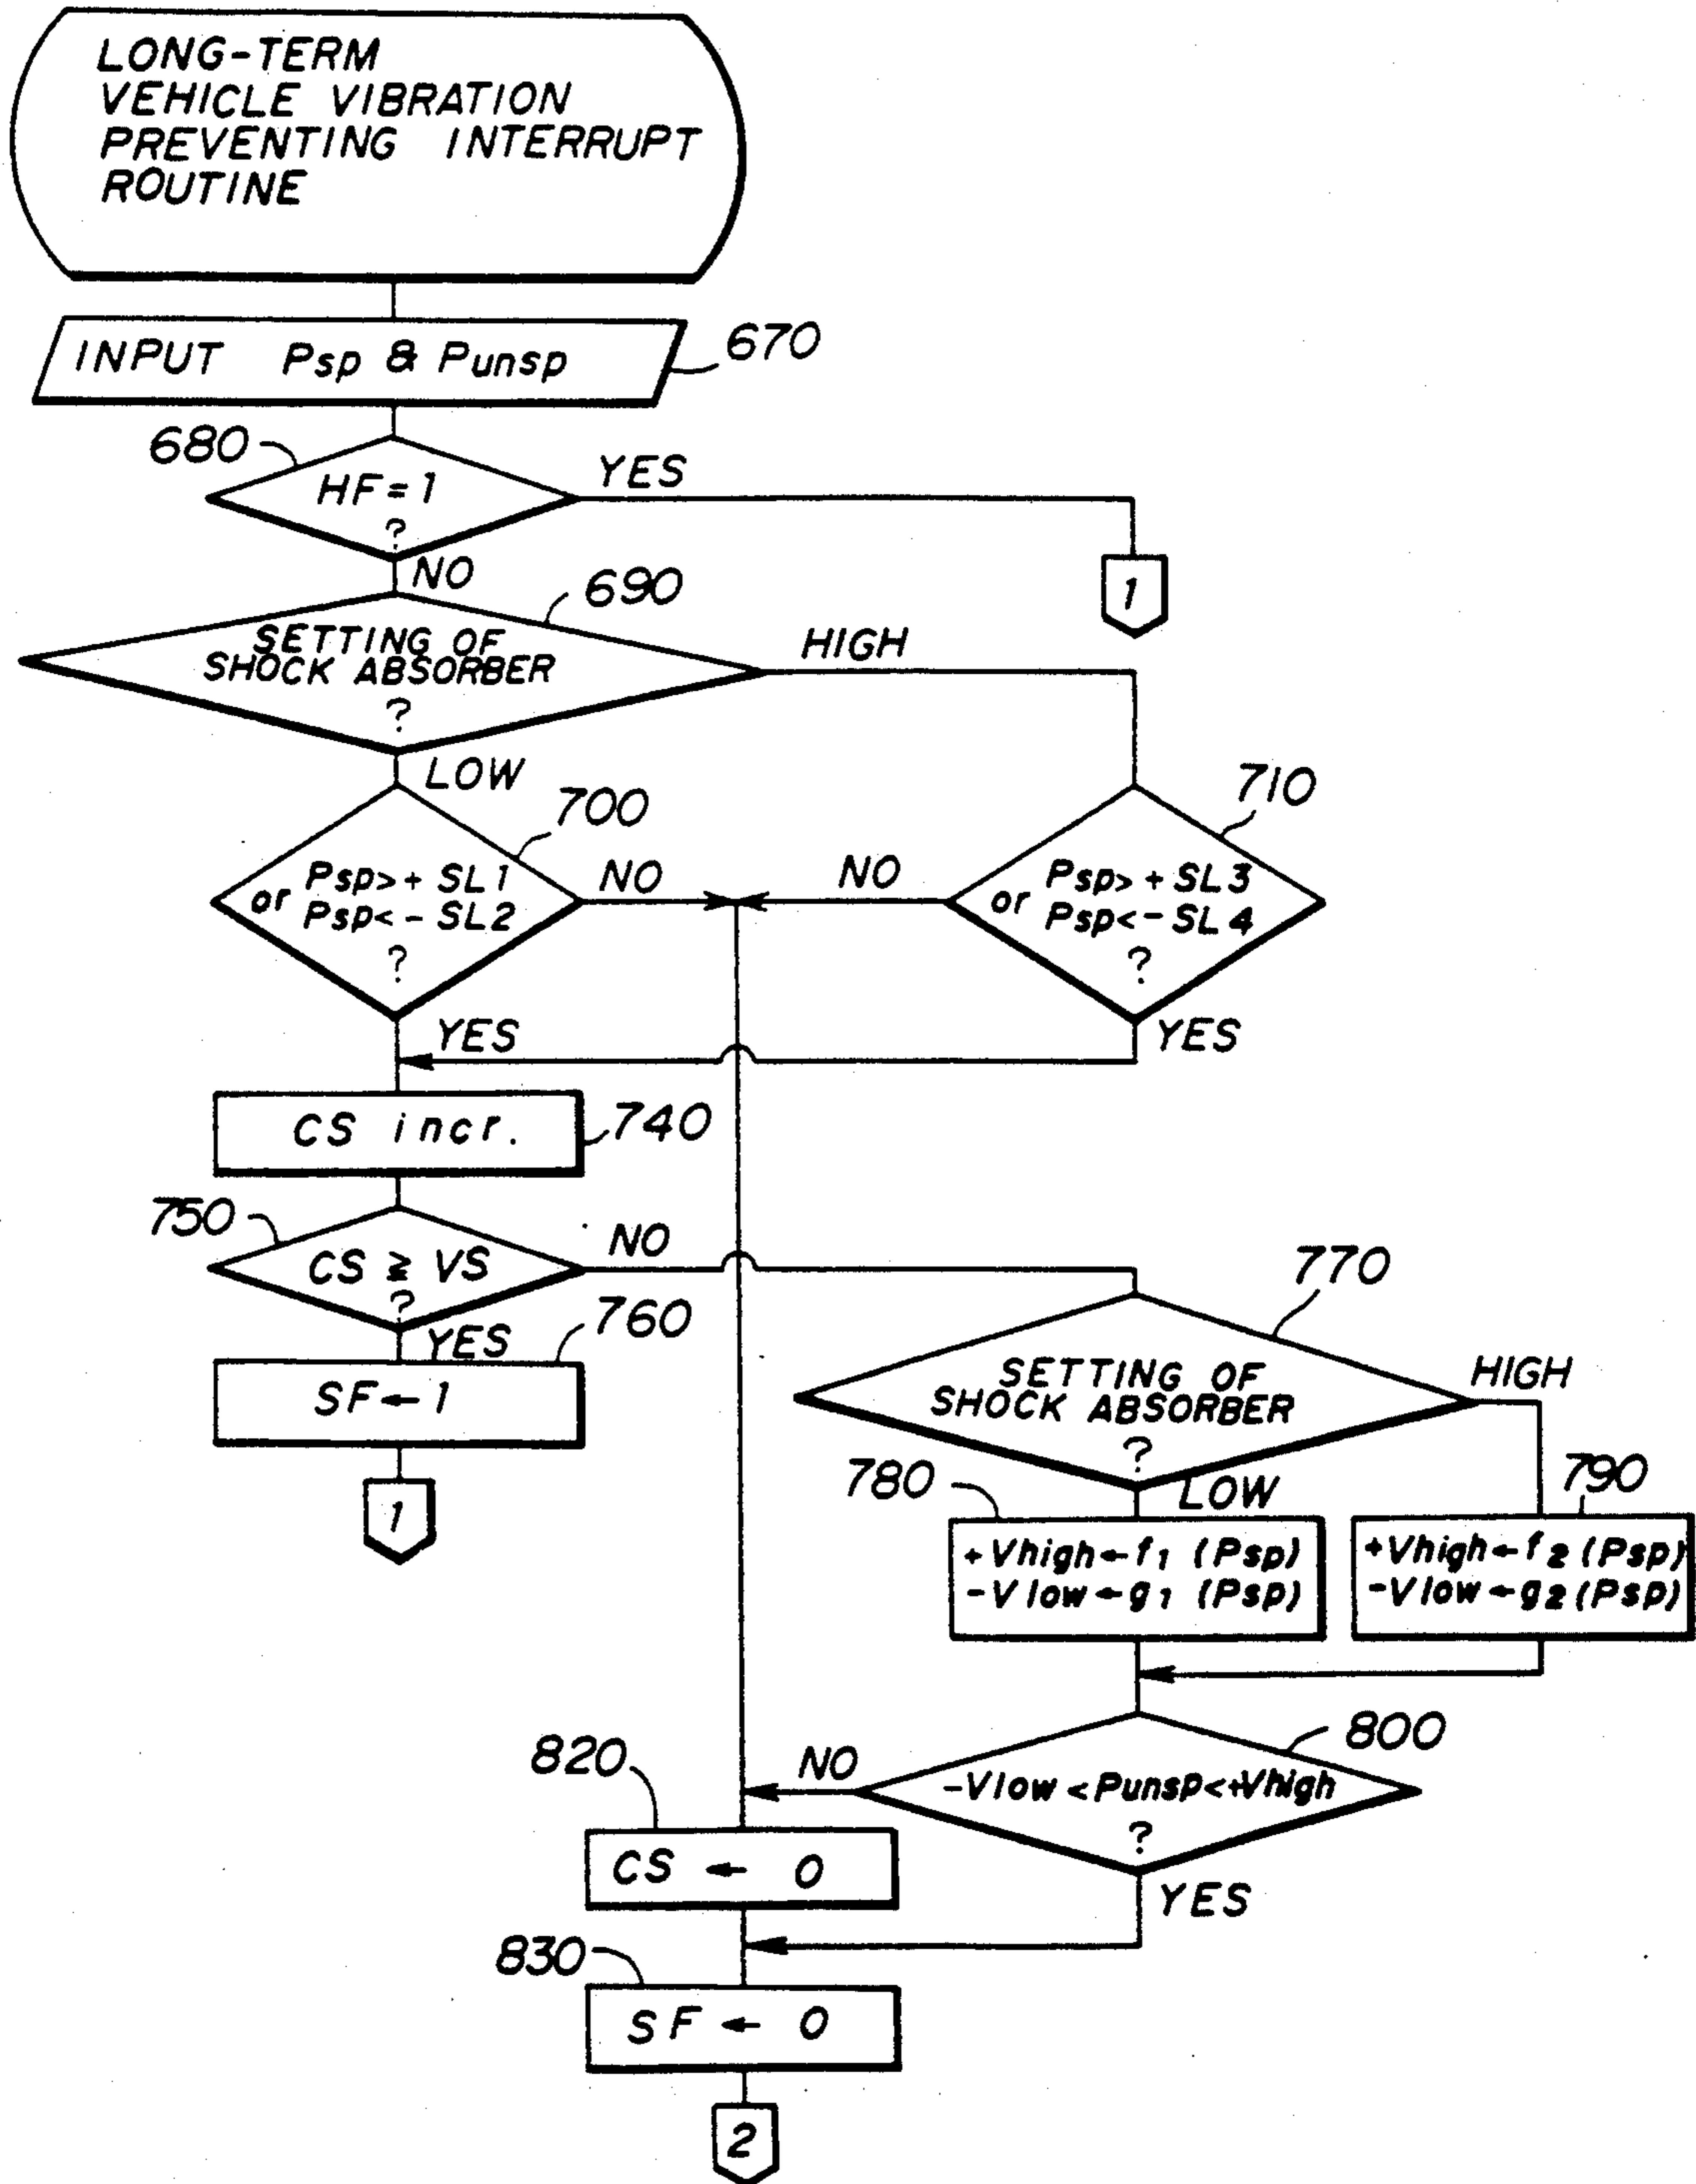 LONG-TERM
VEHICLE VIBRATION
PREVENTING INTERRUPT
ROUTINE
INPUT Psp & Punsp
670
680
HF=1
?
YES
NO
1
690
SETTING OF
SHOCK ABSORBER
?
HIGH
LOW
700
Psp>+ SL1
or Psp<- SL2
?
NO
YES
710
Psp>+SL3
or Psp<-SL4
?
NO
YES
CS incr.
740
750
CS ≧ VS
?
NO
YES
760
SF←1
1
770
SETTING OF
SHOCK ABSORBER
?
HIGH
LOW
780
+Vhigh←f1 (Psp)
-Vlow←g1 (Psp)
790
+Vhigh←f2 (Psp)
-Vlow←g2 (Psp)
800
-Vlow<Punsp<+Vhigh
?
NO
YES
820
CS ← 0
830
SF ← 0
2